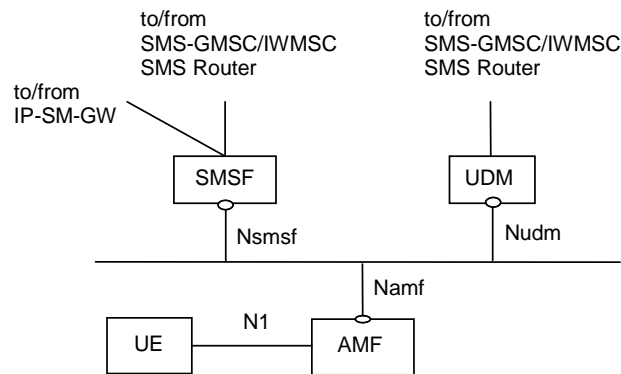 to/from
SMS-GMSC/IWMSC
SMS Router
to/from
SMS-GMSC/IWMSC
SMS Router
to/from
IP-SM-GW
SMSF
UDM
Nsmsf
Nudm
Namf
N1
UE
AMF